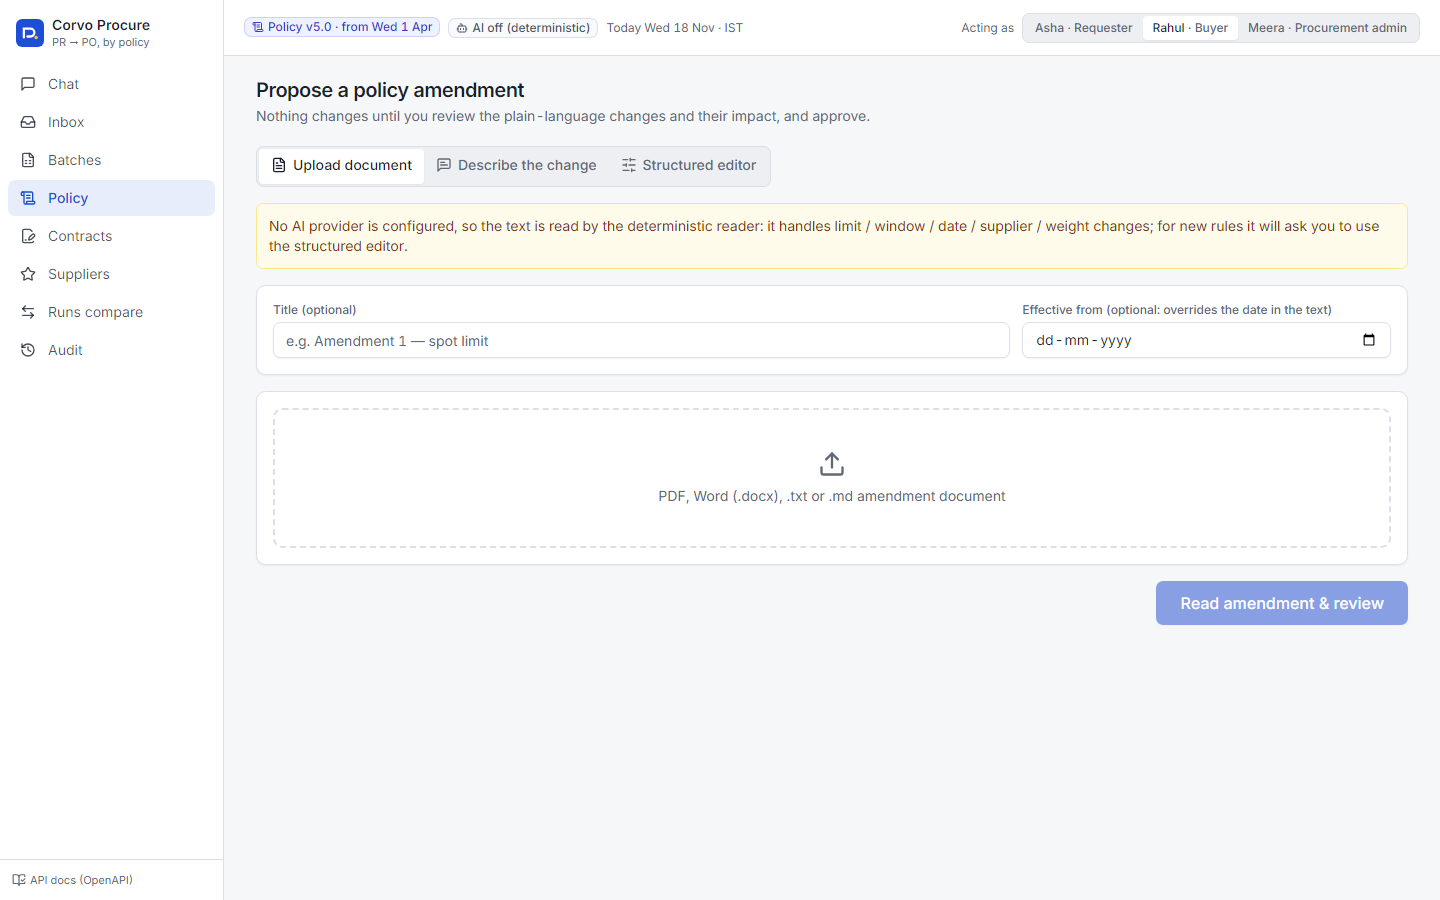 Corvo Procure
PR → PO, by policy
Chat
Inbox
Batches
Policy
Contracts
Suppliers
Runs compare
Audit
API docs (OpenAPI)
Policy v5.0 · from Wed 1 Apr
AI off (deterministic)
Today Wed 18 Nov · IST
Acting as
Asha · Requester
Rahul · Buyer
Meera · Procurement admin
Propose a policy amendment
Nothing changes until you review the plain-language changes and their impact, and approve.
Upload document
Describe the change
Structured editor
No AI provider is configured, so the text is read by the deterministic reader: it handles limit / window / date / supplier / weight changes; for new rules it will ask you to use
the structured editor.
Title (optional)
e.g. Amendment 1 — spot limit
Effective from (optional: overrides the date in the text)
dd-mm-yyyy
PDF, Word (.docx), .txt or .md amendment document
Read amendment & review